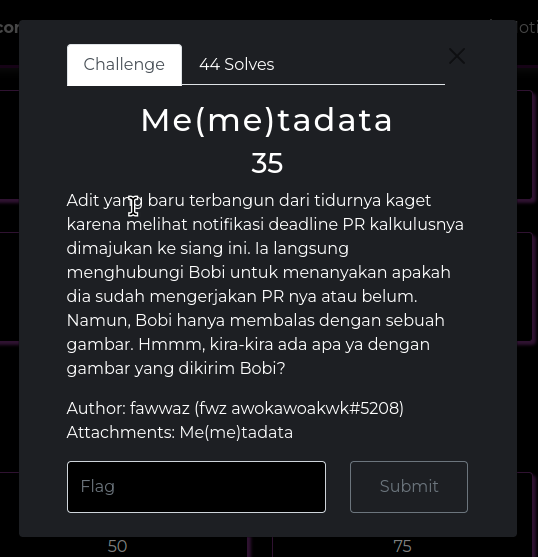 Challenge
44 Solves
Me(me)tadata
35
Adit yang baru terbangun dari tidurnya kaget
karena melihat notifikasi deadline PR kalkulusnya
dimajukan ke siang ini. Ia langsung
menghubungi Bobi untuk menanyakan apakah
dia sudah mengerjakan PR nya atau belum.
Namun, Bobi hanya membalas dengan sebuah
gambar. Hmmm, kira-kira ada apa ya dengan
gambar yang dikirim Bobi?
Author: fawwaz (fwz awokawoakwk#5208)
Attachments: Me(me)tadata
Flag
Submit
50
75